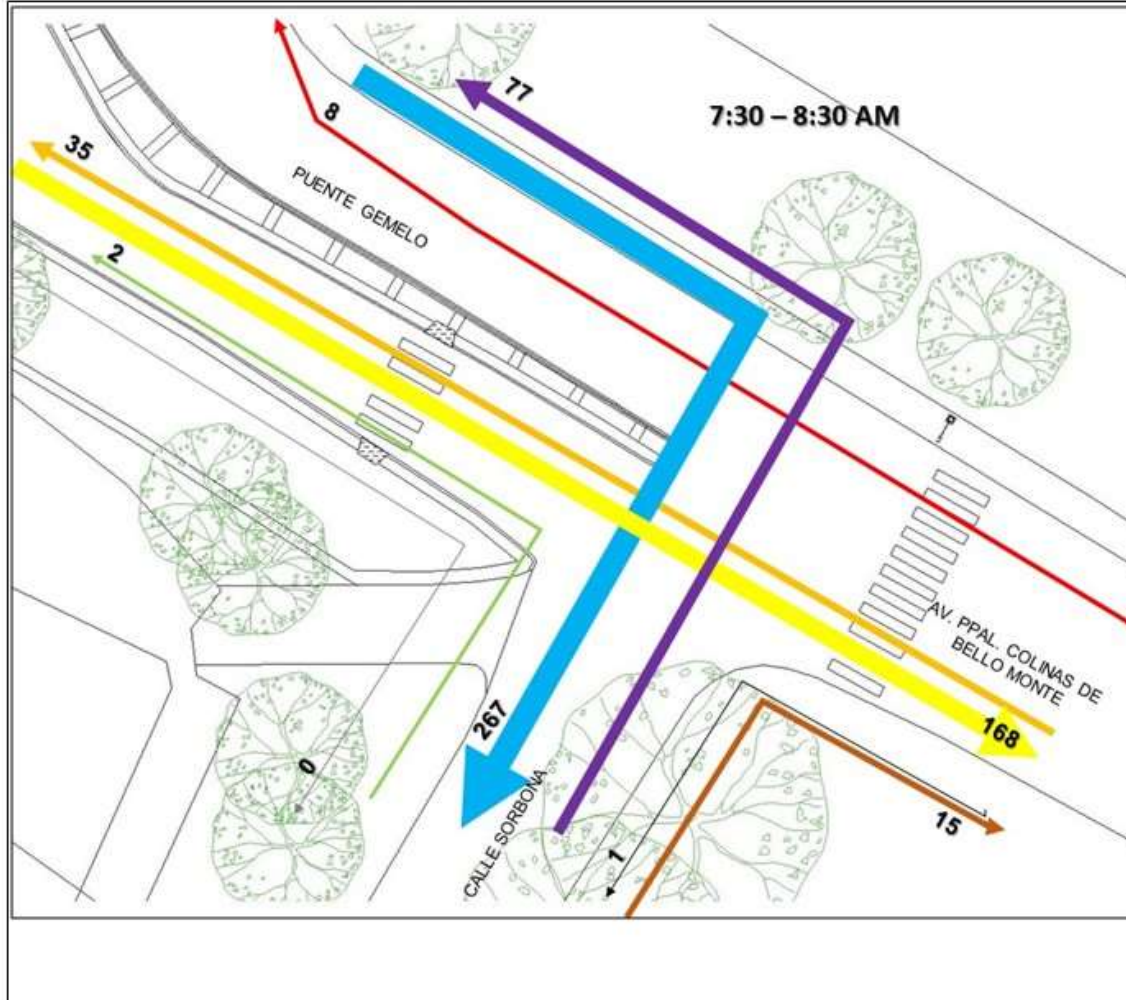 77
7:30 – 8:30 AM
8
35
PUENTE GEMELO
2
AV. PPAL. COLINAS DE
BELLO MONTE
168
267
0
CALLE SORBONA
15
1